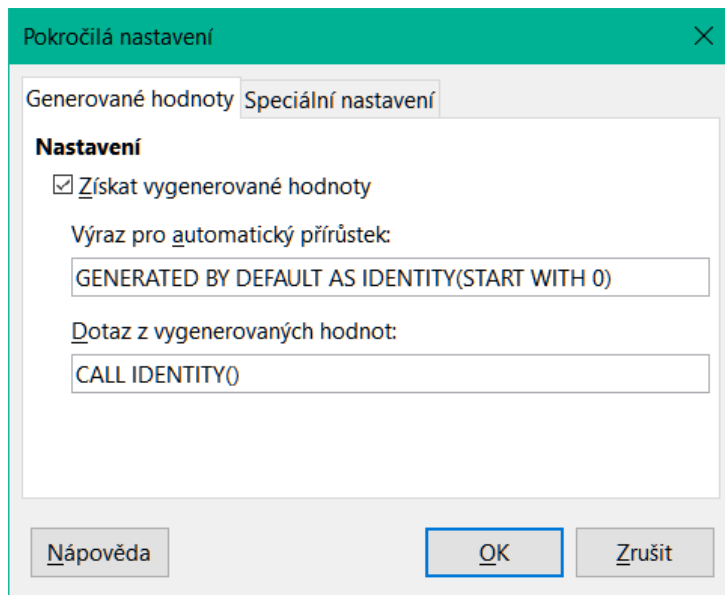 Pokročilá nastavení
Generované hodnoty Speciální nastavení
Nastavení
Získat vygenerované hodnoty
Výraz pro automatický přírůstek:
GENERATED BY DEFAULT AS IDENTITY(START WITH 0)
Dotaz z vygenerovaných hodnot:
CALL IDENTITY()
Nápověda OK Zrušit